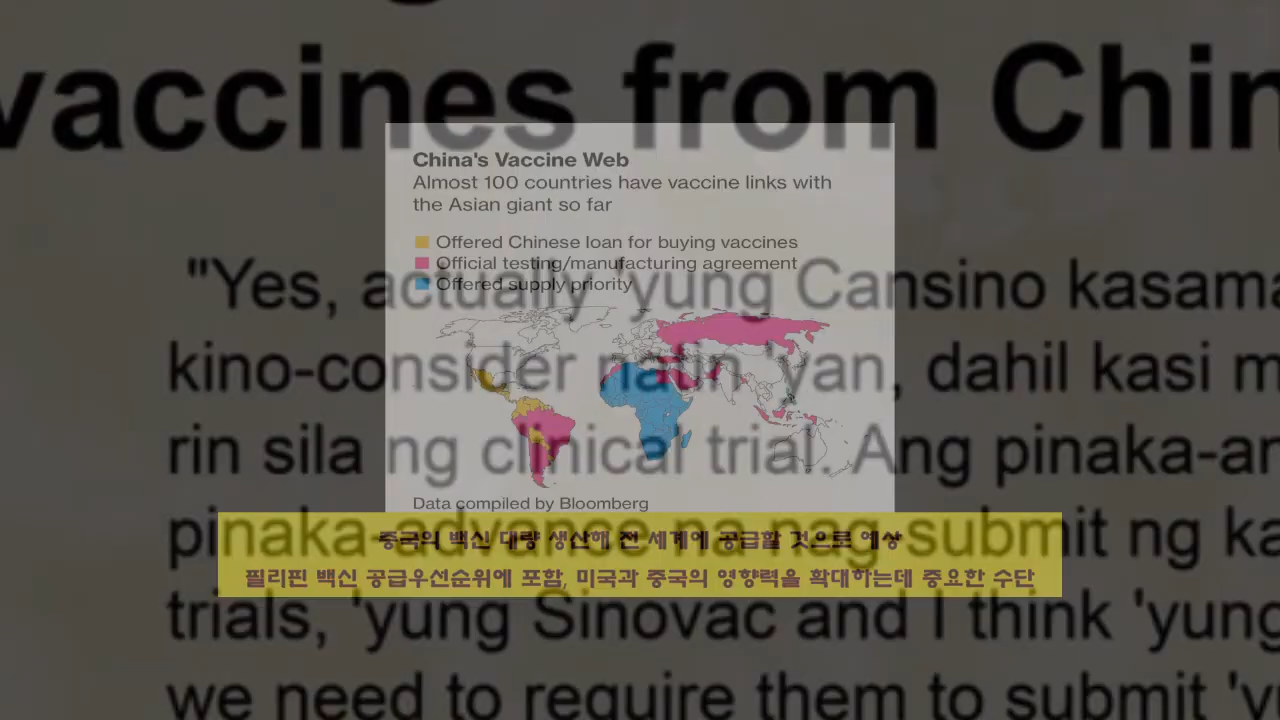 vaccines from Chin
China's Vaccine Web
Almost 100 countries have vaccine links with
the Asian giant so far
Offered Chinese loan for buying vaccines
Official testing/manufacturing agreement
Offered supply priority
"Yes, actually 'yung Cansino kasama
kino-consider natin 'yan, dahil kasi m
rin sila ng clinical trial. Ang pinaka-ar
Data compiled by Bloomberg
pinaka-advance na nag submit ng ka
중국의 백신 대량 생산해 전 세계에 공급할 것으로 예상
필리핀 백신 공급우선순위에 포함, 미국과 중국의 영향력을 확대하는데 중요한 수단
trials, 'yung Sinovac and I think 'yung
we need to require them to submit 'y